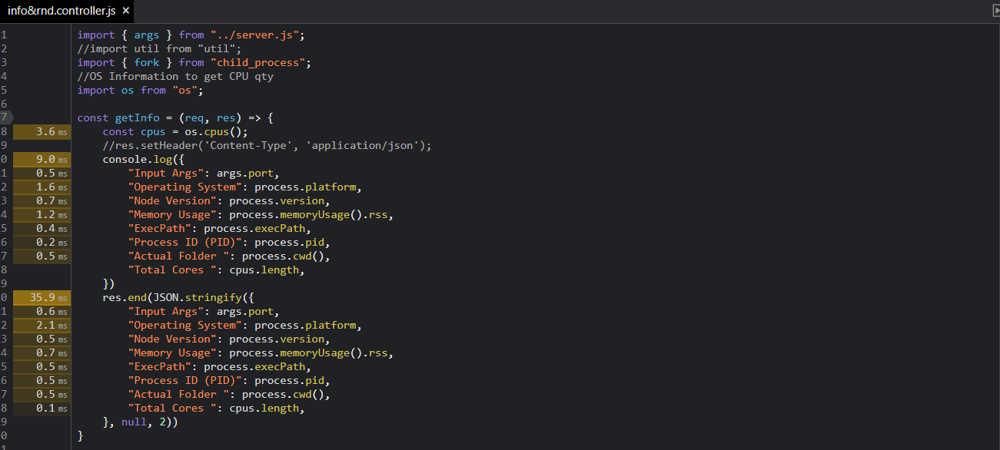 info&rnd.controller.js ×
1 import { args } from "../server.js";
2 //import util from "util";
3 import { fork } from "child_process";
4 //OS Information to get CPU qty
5 import os from "os";
6
7 const getInfo = (req, res) => {
8 3.6 ms const cpus = os.cpus();
9 //res.setHeader('Content-Type', 'application/json');
0 9.0 ms console.log({
1 0.5 ms "Input Args": args.port,
2 1.6 ms "Operating System": process.platform,
3 0.7 ms "Node Version": process.version,
4 1.2 ms "Memory Usage": process.memoryUsage().rss,
5 0.4 ms "ExecPath": process.execPath,
6 0.2 ms "Process ID (PID)": process.pid,
7 0.5 ms "Actual Folder ": process.cwd(),
8 "Total Cores ": cpus.length,
9 })
0 35.9 ms res.end(JSON.stringify({
1 0.6 ms "Input Args": args.port,
2 2.1 ms "Operating System": process.platform,
3 0.5 ms "Node Version": process.version,
4 0.7 ms "Memory Usage": process.memoryUsage().rss,
5 0.5 ms "ExecPath": process.execPath,
6 0.5 ms "Process ID (PID)": process.pid,
7 0.5 ms "Actual Folder ": process.cwd(),
8 0.1 ms "Total Cores ": cpus.length,
9 }, null, 2))
0 }